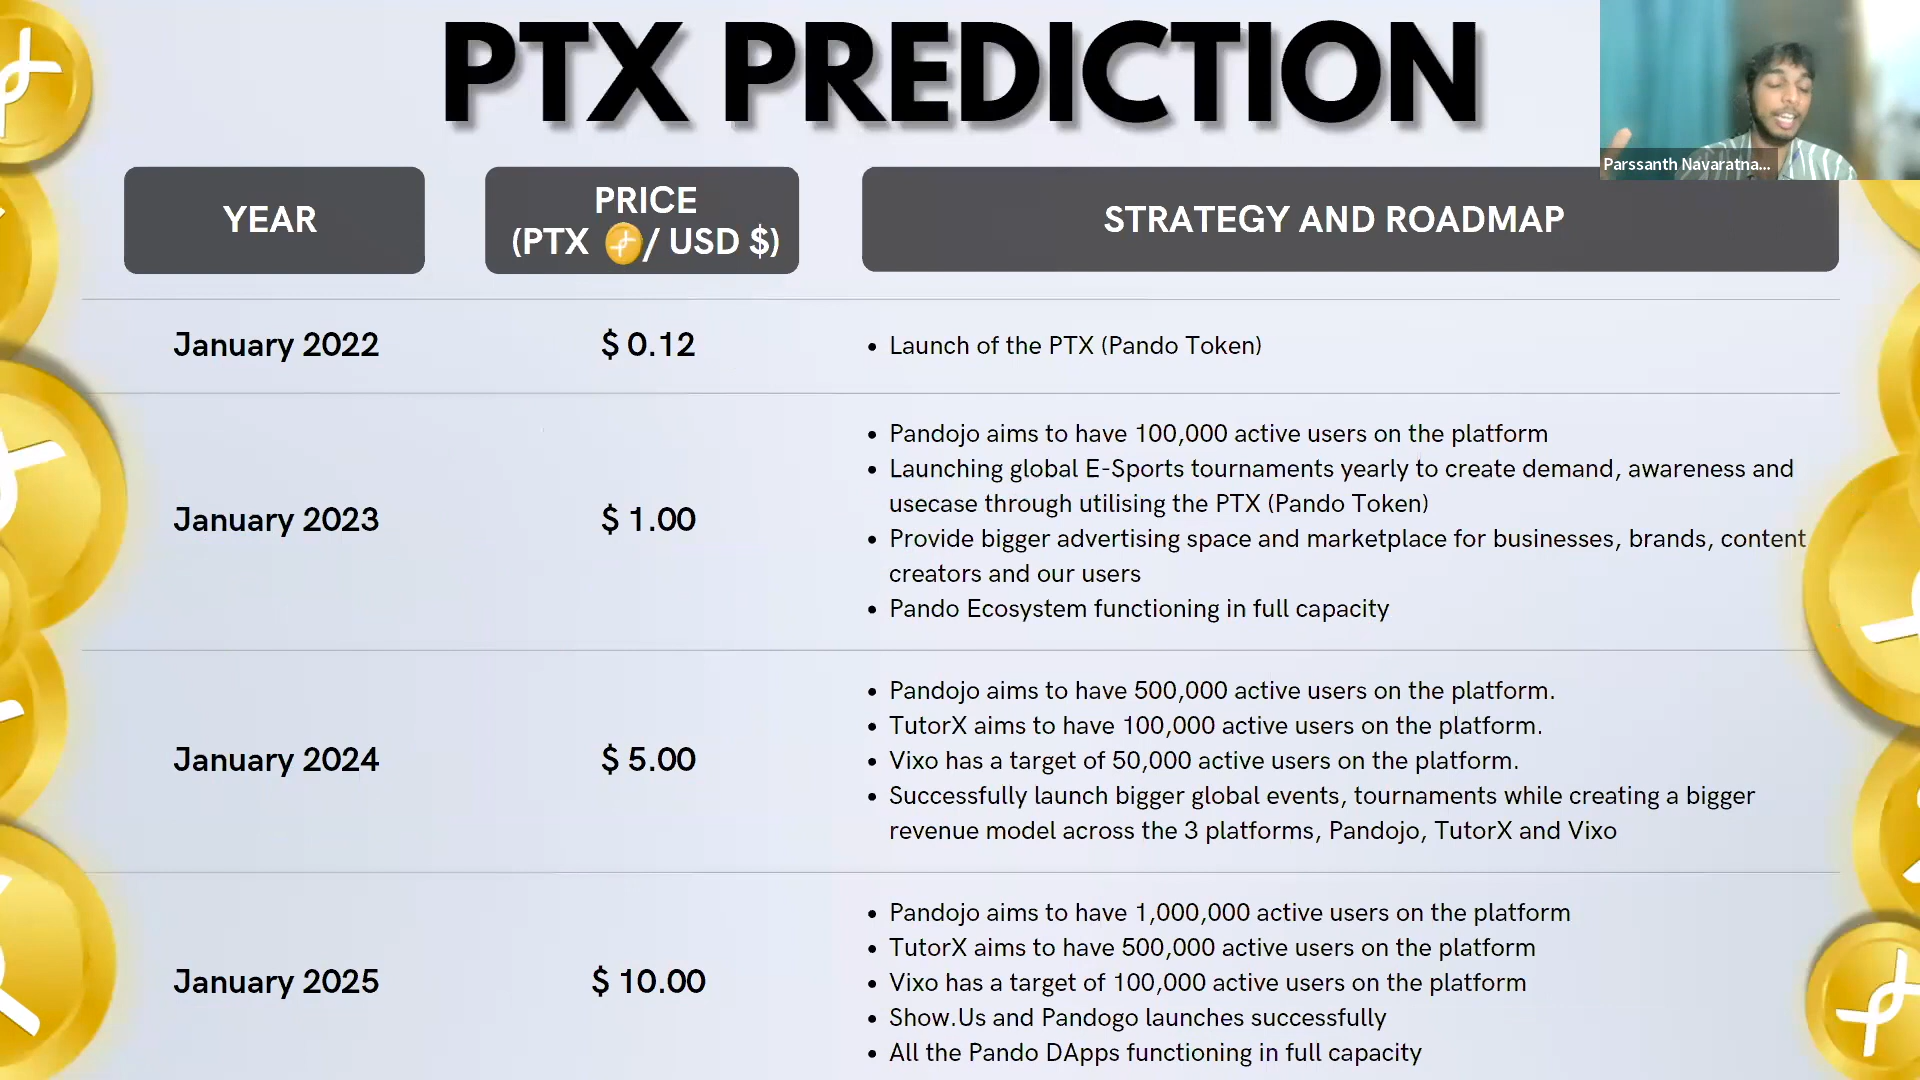 PTX PREDICTION
Parssanth Navaratna...
YEAR
PRICE
(PTX / USD $)
STRATEGY AND ROADMAP
January 2022
$ 0.12
• Launch of the PTX (Pando Token)
January 2023
$ 1.00
• Pandojo aims to have 100,000 active users on the platform
• Launching global E-Sports tournaments yearly to create demand, awareness and
usecase through utilising the PTX (Pando Token)
• Provide bigger advertising space and marketplace for businesses, brands, content
creators and our users
• Pando Ecosystem functioning in full capacity
January 2024
$ 5.00
• Pandojo aims to have 500,000 active users on the platform.
• TutorX aims to have 100,000 active users on the platform.
• Vixo has a target of 50,000 active users on the platform.
• Successfully launch bigger global events, tournaments while creating a bigger
revenue model across the 3 platforms, Pandojo, TutorX and Vixo
January 2025
$ 10.00
• Pandojo aims to have 1,000,000 active users on the platform
• TutorX aims to have 500,000 active users on the platform
• Vixo has a target of 100,000 active users on the platform
• Show.Us and Pandogo launches successfully
• All the Pando DApps functioning in full capacity